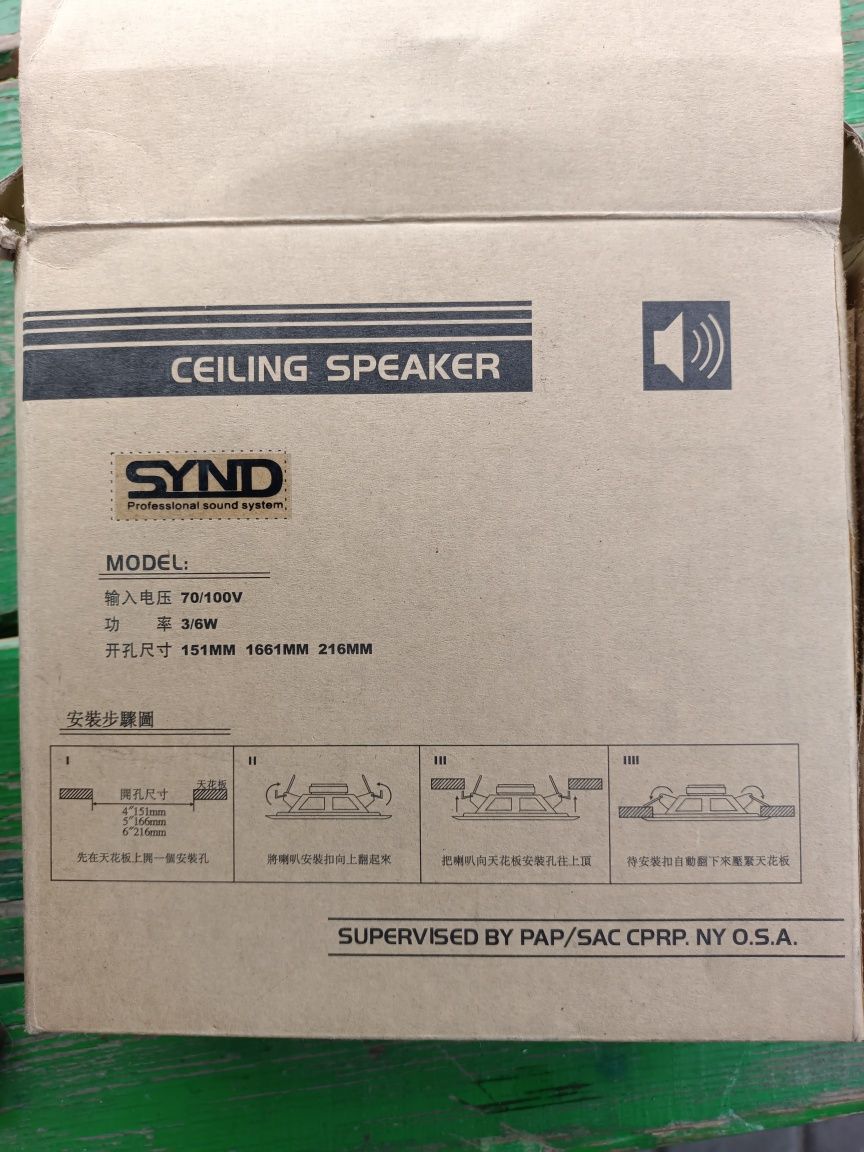 CEILING SPEAKER
SYND
Professional sound system
MODEL:
输入电压 70/100V
功 率 3/6W
开孔尺寸 151MM 1661MM 216MM
安裝步驟圖
I
天花板
開孔尺寸
4"151mm
5"166mm
6"216mm
先在天花板上開一個安裝孔
II
將喇叭安裝扣向上翻起來
III
把喇叭向天花板安裝孔往上頂
IIII
待安裝扣自動翻下來壓緊天花板
SUPERVISED BY PAP/SAC CPRP. NY O.S.A.